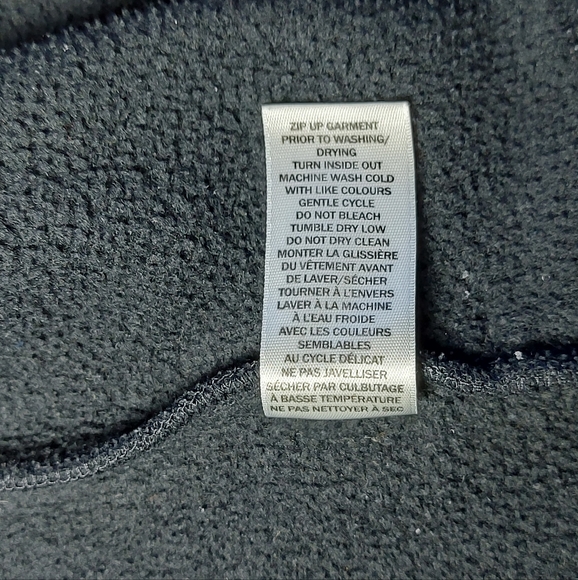 ZIP UP GARMENT
PRIOR TO WASHING/
DRYING
TURN INSIDE OUT
MACHINE WASH COLD
WITH LIKE COLOURS
GENTLE CYCLE
DO NOT BLEACH
TUMBLE DRY LOW
DO NOT DRY CLEAN
MONTER LA GLISSIÈRE
DU VÊTEMENT AVANT
DE LAVER/SÉCHER
TOURNER À L'ENVERS
LAVER À LA MACHINE
À L'EAU FROIDE
AVEC LES COULEURS
SEMBLABLES
AU CYCLE DÉLICAT
NE PAS JAVELLISER
SÉCHER PAR CULBUTAGE
À BASSE TEMPÉRATURE
NE PAS NETTOYER À SEC